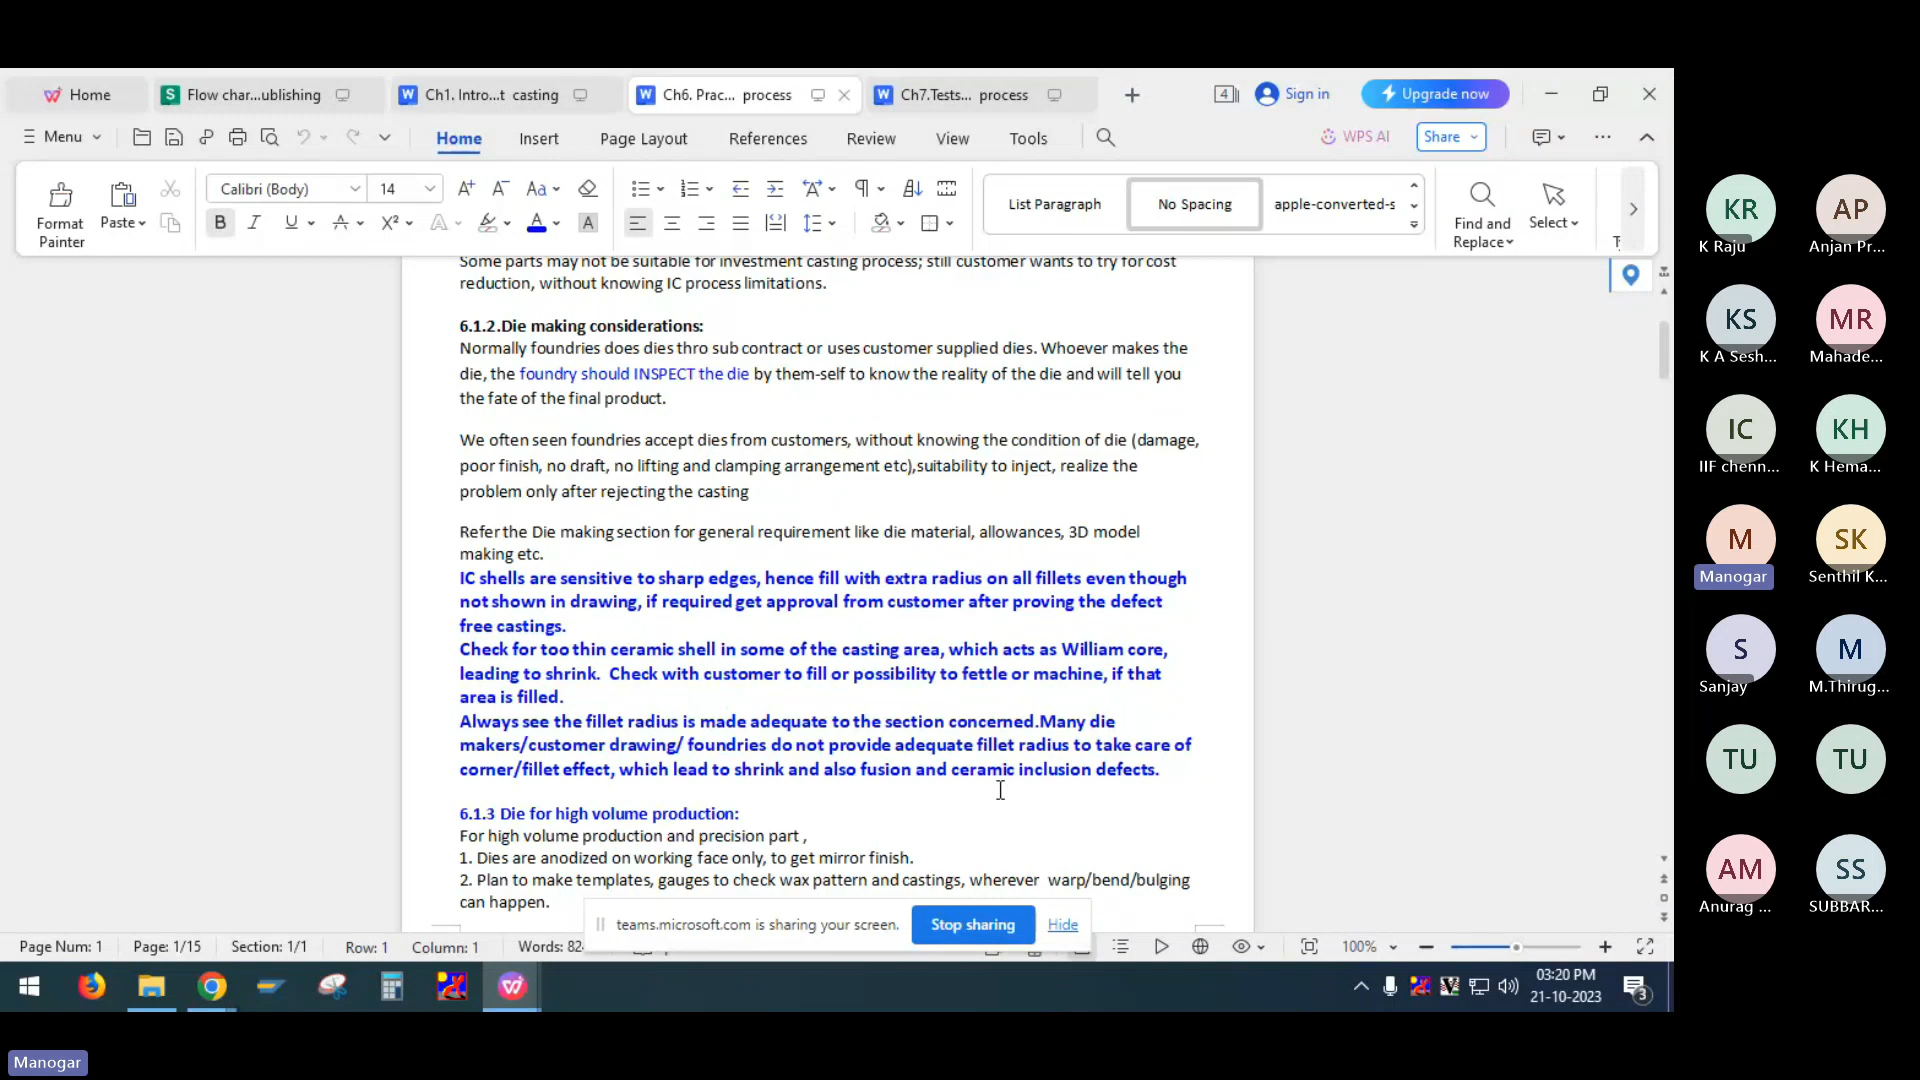 Home
Flow char...ublishing
Ch1. Intro...t casting
Ch6. Prac... process
Ch7.Tests... process
4
Sign in
Upgrade now
Menu
Home
Insert
Page Layout
References
Review
View
Tools
WPS AI
Share
Format
Painter
Paste
Calibri (Body)
14
List Paragraph
No Spacing
apple-converted-s
Find and
Replace
Select
Some parts may not be suitable for investment casting process; still customer wants to try for cost
reduction, without knowing IC process limitations.
6.1.2.Die making considerations:
Normally foundries does dies thro sub contract or uses customer supplied dies. Whoever makes the
die, the foundry should INSPECT the die by them-self to know the reality of the die and will tell you
the fate of the final product.
We often seen foundries accept dies from customers, without knowing the condition of die (damage,
poor finish, no draft, no lifting and clamping arrangement etc),suitability to inject, realize the
problem only after rejecting the casting
Refer the Die making section for general requirement like die material, allowances, 3D model
making etc.
IC shells are sensitive to sharp edges, hence fill with extra radius on all fillets even though
not shown in drawing, if required get approval from customer after proving the defect
free castings.
Check for too thin ceramic shell in some of the casting area, which acts as William core,
leading to shrink. Check with customer to fill or possibility to fettle or machine, if that
area is filled.
Always see the fillet radius is made adequate to the section concerned.Many die
makers/customer drawing/ foundries do not provide adequate fillet radius to take care of
corner/fillet effect, which lead to shrink and also fusion and ceramic inclusion defects.
6.1.3 Die for high volume production:
For high volume production and precision part ,
1. Dies are anodized on working face only, to get mirror finish.
2. Plan to make templates, gauges to check wax pattern and castings, wherever warp/bend/bulging
can happen.
teams.microsoft.com is sharing your screen.
Stop sharing
Hide
Page Num: 1
Page: 1/15
Section: 1/1
Row: 1
Column: 1
Words: 82
100%
03:20 PM
21-10-2023
3
KR
K Raju
AP
Anjan Pr...
KS
K A Sesh...
MR
Mahade...
IC
IIF chenn...
KH
K Hema...
M
Manogar
SK
Senthil K...
S
Sanjay
M
M.Thirug...
TU
TU
AM
Anurag ...
SS
SUBBAR...
Manogar